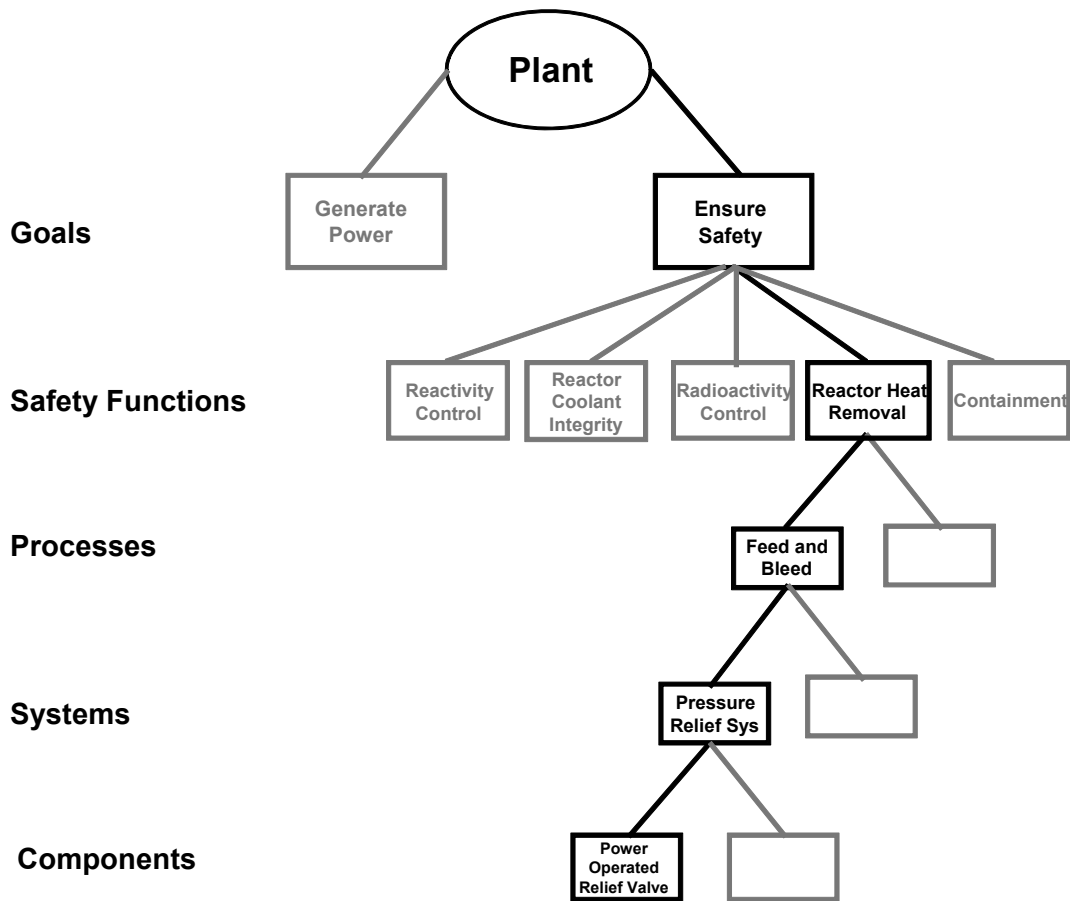 Plant
Goals
Generate
Power
Ensure
Safety
Safety Functions
Reactivity
Control
Reactor
Coolant
Integrity
Radioactivity
Control
Reactor Heat
Removal
Containment
Processes
Feed and
Bleed
Systems
Pressure
Relief Sys
Components
Power
Operated
Relief Valve